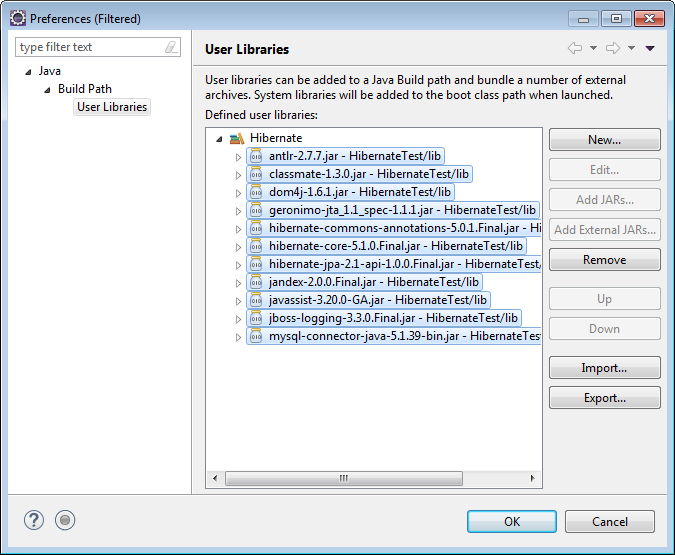 Preferences (Filtered)
type filter text
Java
Build Path
User Libraries
User Libraries
User libraries can be added to a Java Build path and bundle a number of external
archives. System libraries will be added to the boot class path when launched.
Defined user libraries:
Hibernate
antlr-2.7.7.jar - HibernateTest/lib
classmate-1.3.0.jar - HibernateTest/lib
dom4j-1.6.1.jar - HibernateTest/lib
geronimo-jta_1.1_spec-1.1.1.jar - HibernateTest/lib
hibernate-commons-annotations-5.0.1.Final.jar - Hi
hibernate-core-5.1.0.Final.jar - HibernateTest/lib
hibernate-jpa-2.1-api-1.0.0.Final.jar - HibernateTest/
jandex-2.0.0.Final.jar - HibernateTest/lib
javassist-3.20.0-GA.jar - HibernateTest/lib
jboss-logging-3.3.0.Final.jar - HibernateTest/lib
mysql-connector-java-5.1.39-bin.jar - HibernateTest
New...
Edit...
Add JARs...
Add External JARs...
Remove
Up
Down
Import...
Export...
OK
Cancel